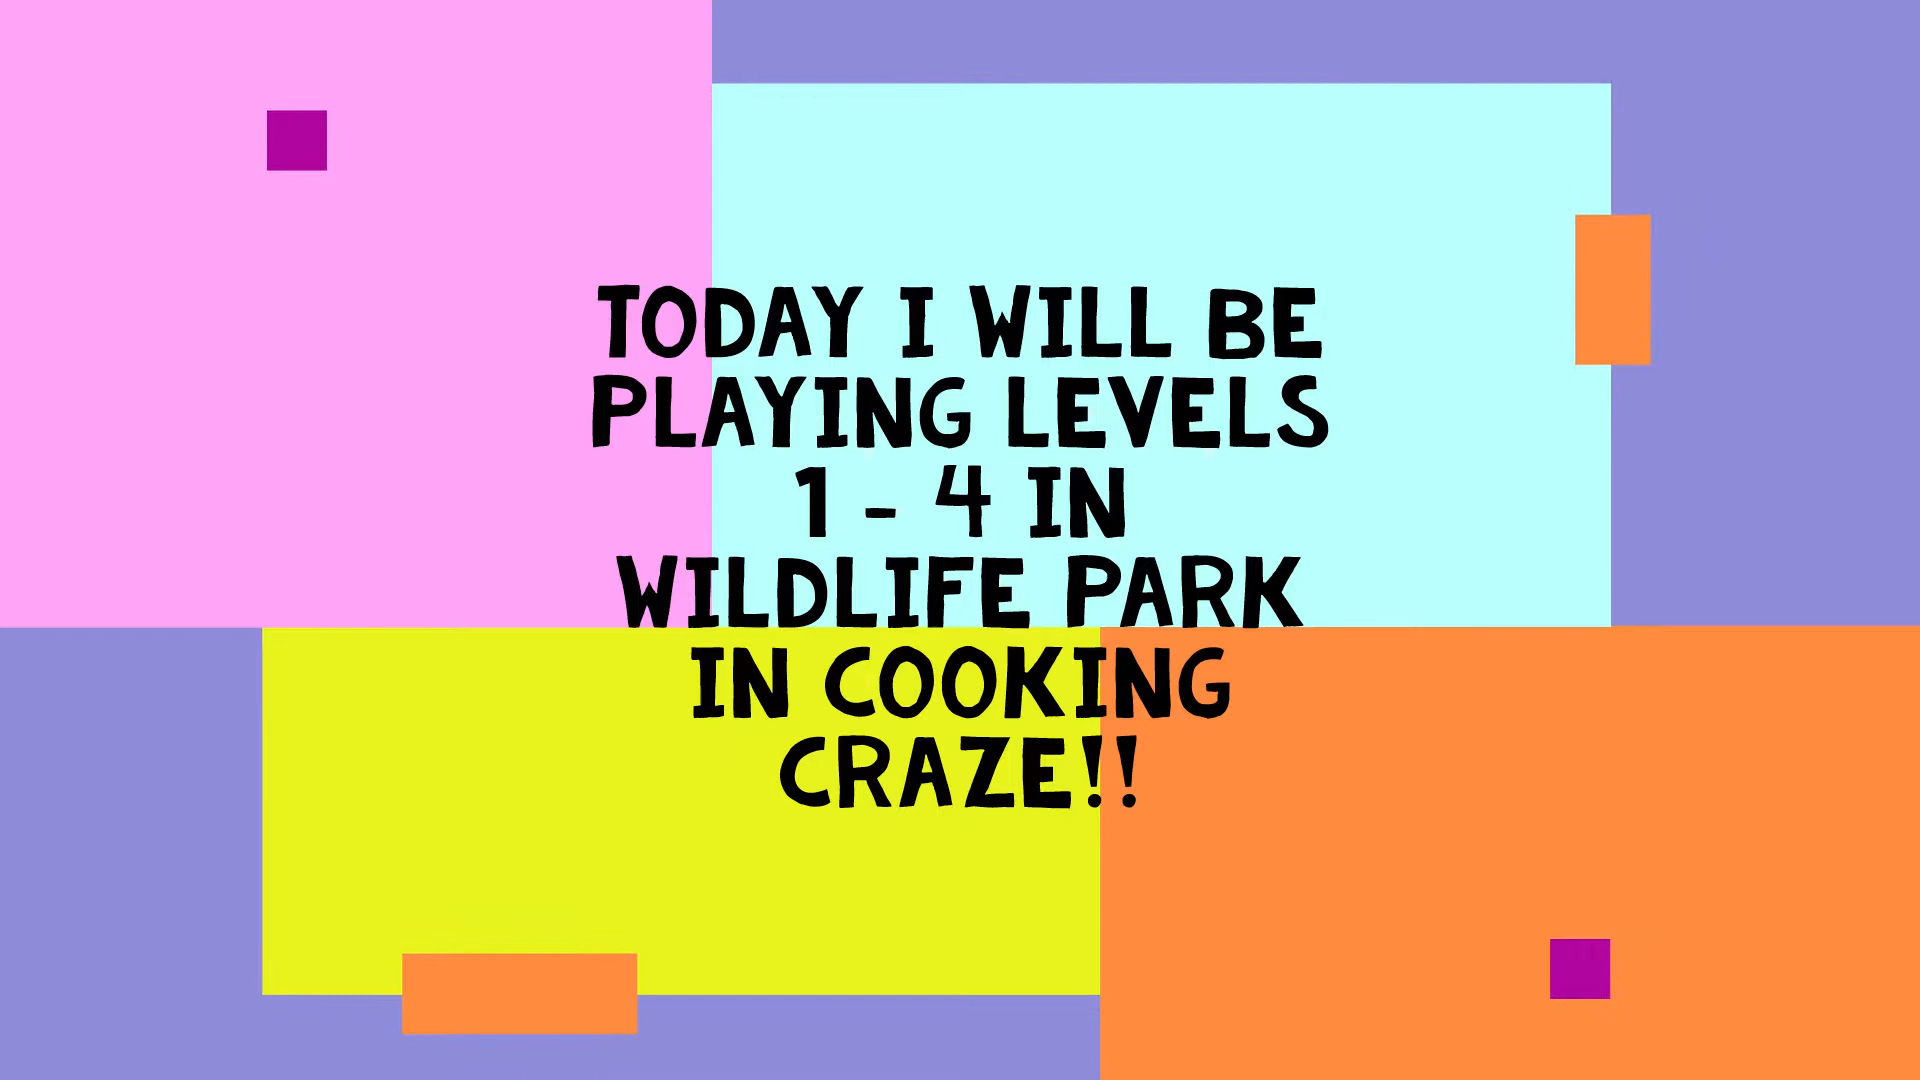 TODAY I WILL BE
PLAYING LEVELS
1 - 4 IN
WILDLIFE PARK
IN COOKING
CRAZE!!